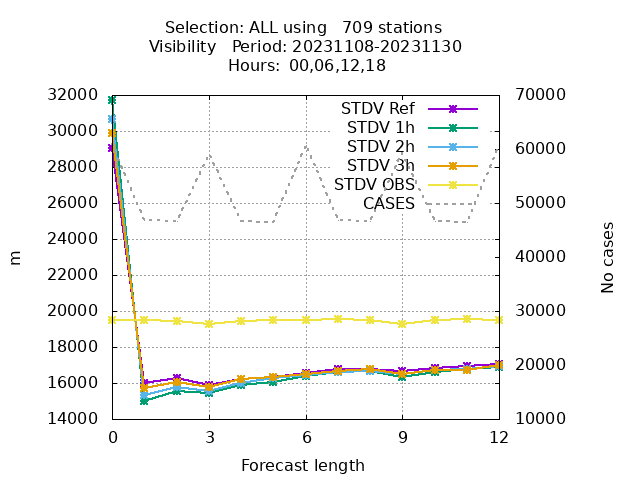 Selection: ALL using   709 stations
Visibility   Period: 20231108-20231130
Hours: 00,06,12,18
32000
30000
28000
26000
24000
22000
20000
18000
16000
14000
m
STDV Ref
STDV 1h
STDV 2h
STDV 3h
STDV OBS
CASES
70000
60000
50000
40000
30000
20000
10000
No cases
0 3 6 9 12
Forecast length